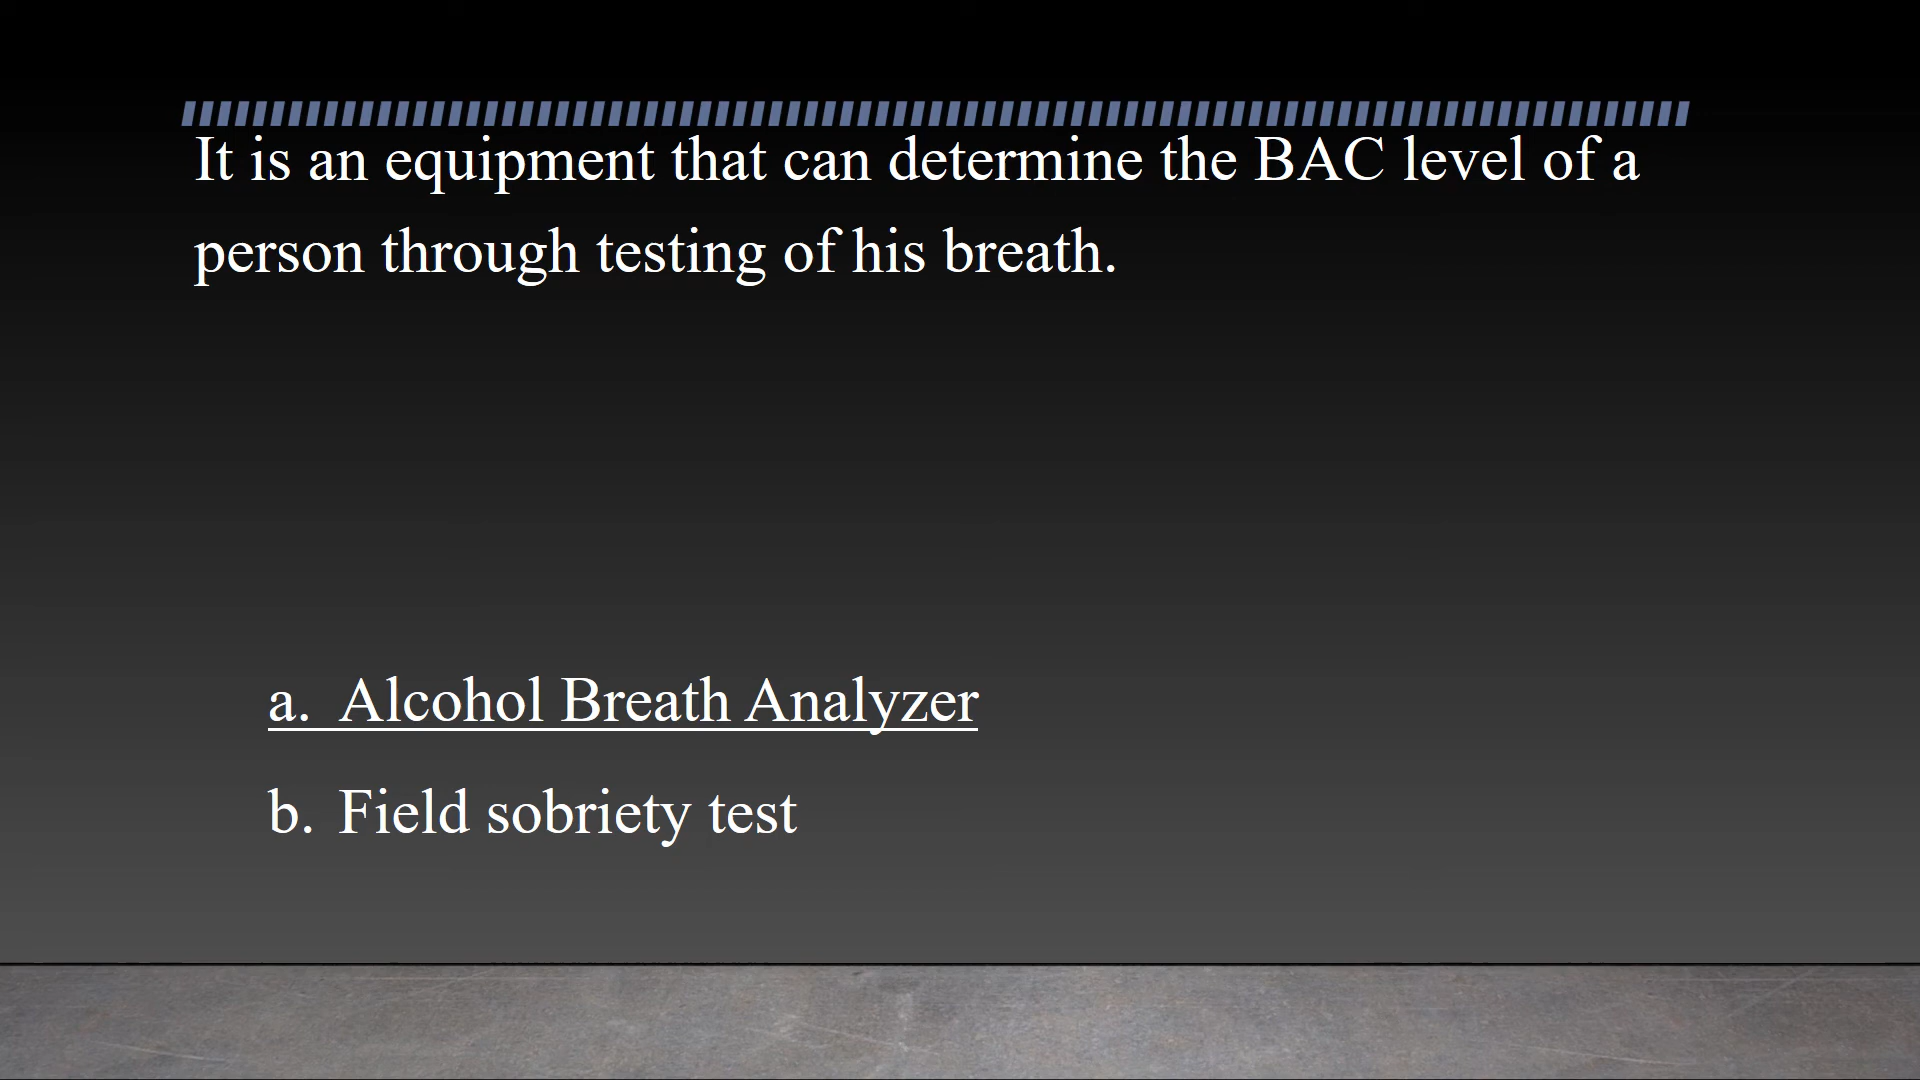 It is an equipment that can determine the BAC level of a
person through testing of his breath.
a. Alcohol Breath Analyzer
b. Field sobriety test